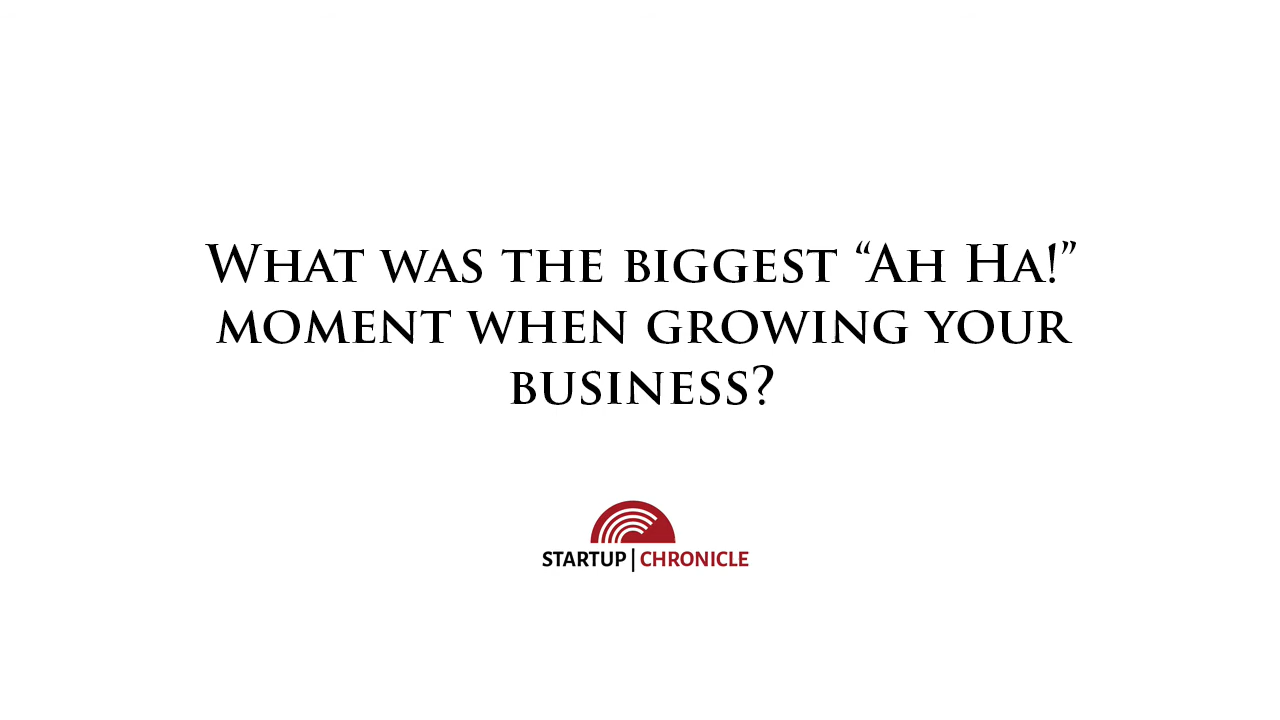 What was the biggest “Ah Ha!”
moment when growing your
business?
STARTUP|CHRONICLE